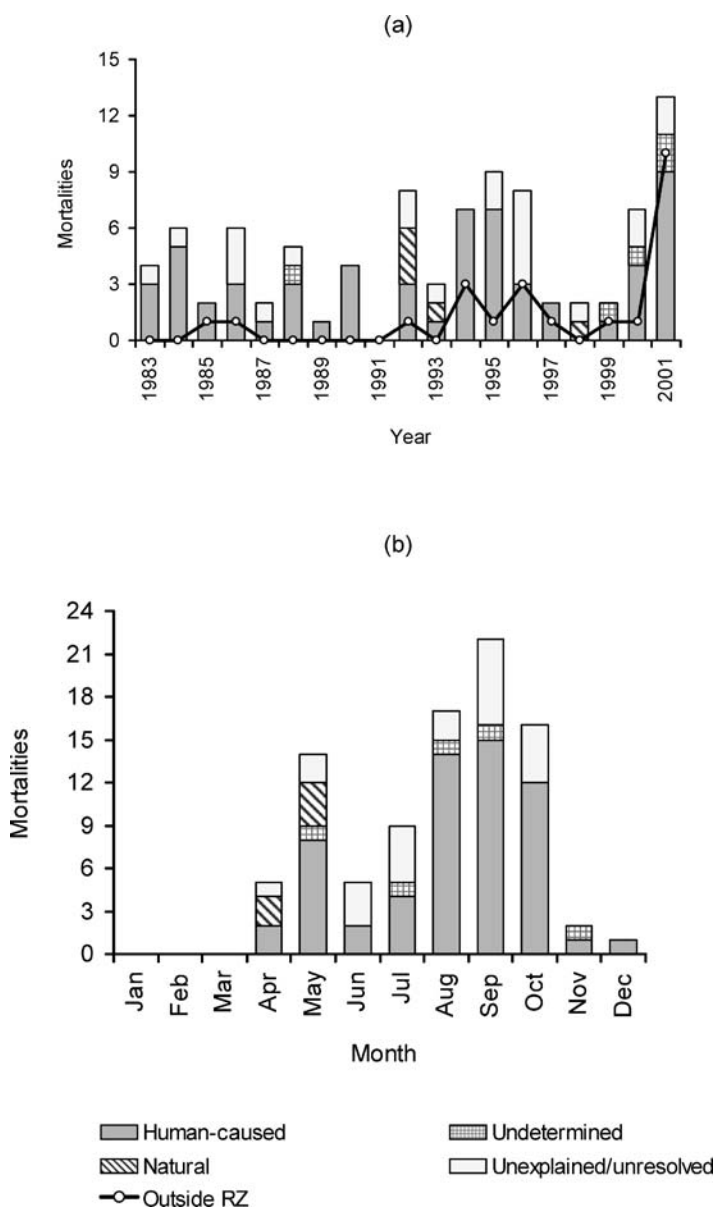 (a)
15
12
9
6
3
0
Mortalities
1983
1985
1987
1989
1991
1993
1995
1997
1999
2001
Year
(b)
24
21
18
15
12
9
6
3
0
Mortalities
Jan
Feb
Mar
Apr
May
Jun
Jul
Aug
Sep
Oct
Nov
Dec
Month
Human-caused
Undetermined
Natural
Unexplained/unresolved
Outside RZ